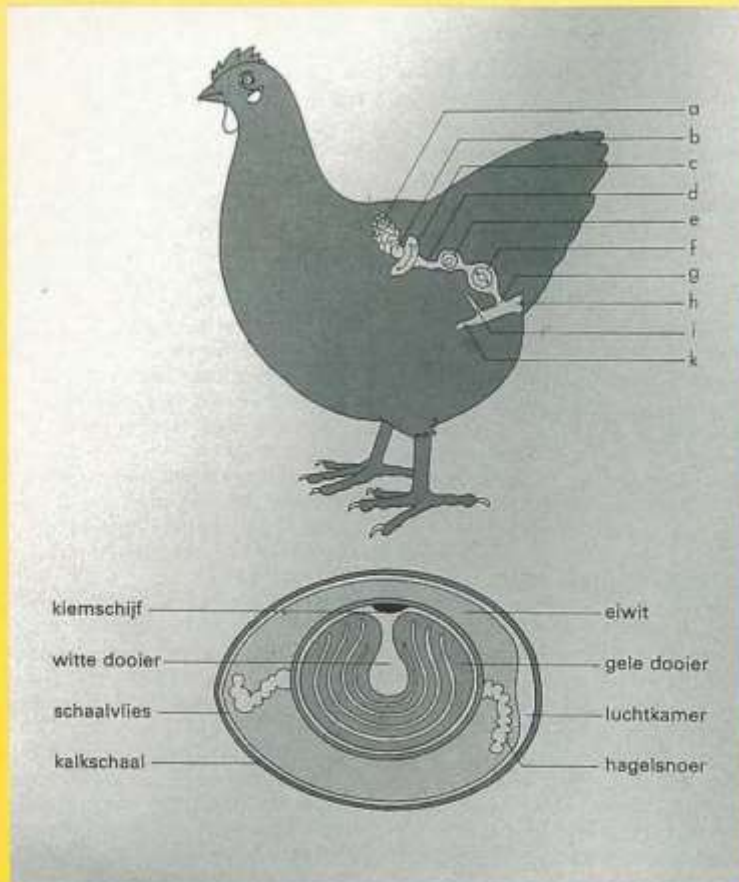 a
b
c
d
e
f
g
h
i
k
kiemschijf
eiwit
witte dooier
gele dooier
schaalvlies
luchtkamer
kalkschaal
hagelsnoer